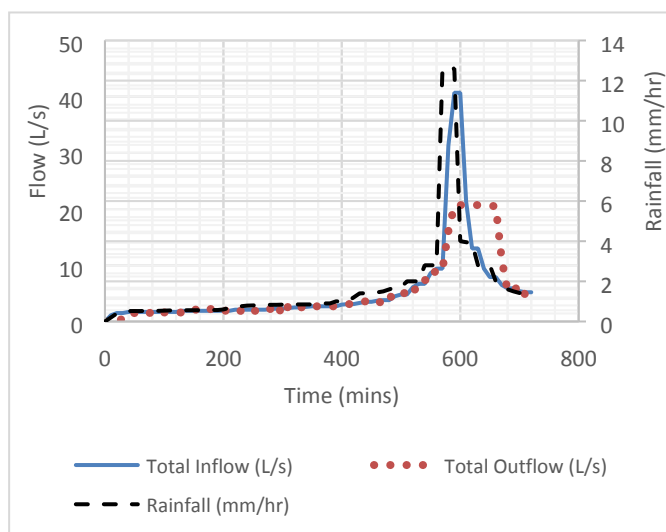 50
40
30
20
10
0
Flow (L/s)
14
12
10
8
6
4
2
0
Rainfall (mm/hr)
0 200 400 600 800
Time (mins)
Total Inflow (L/s) Total Outflow (L/s)
Rainfall (mm/hr)